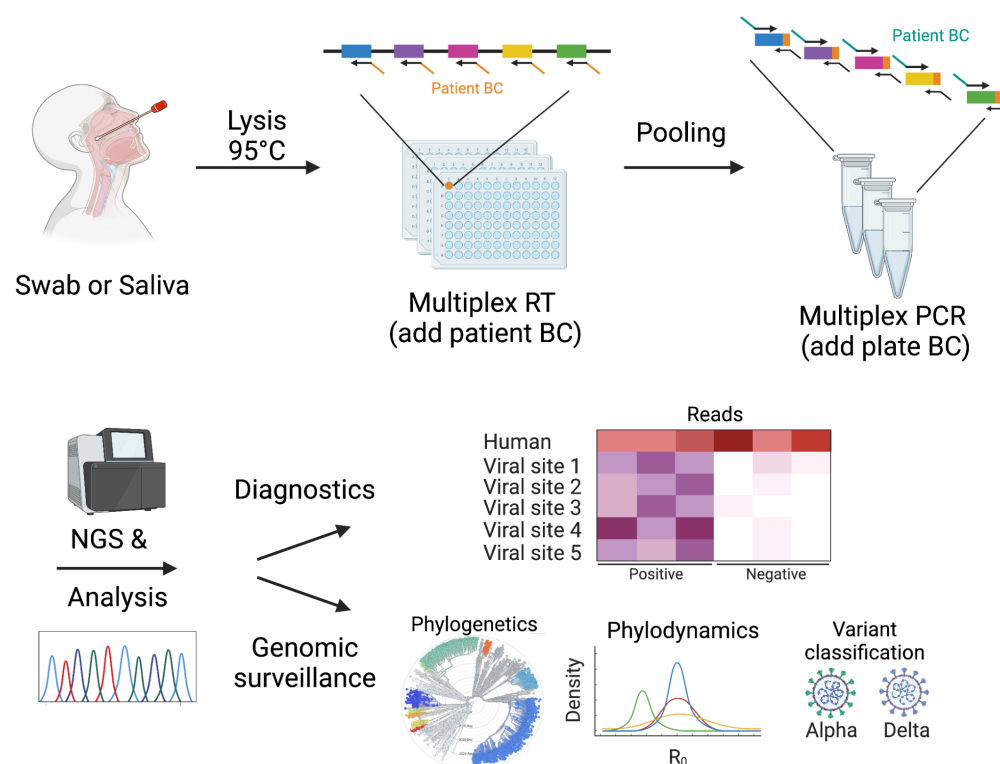 Patient BC
Patient BC
Lysis
95°C
Pooling
Swab or Saliva
Multiplex RT
(add patient BC)
Multiplex PCR
(add plate BC)
Reads
Human
Viral site 1
Viral site 2
Viral site 3
Viral site 4
Viral site 5
Positive
Negative
Diagnostics
NGS &
Analysis
Genomic
surveillance
Phylogenetics
Phylodynamics
Density
R₀
Variant
classification
Alpha
Delta